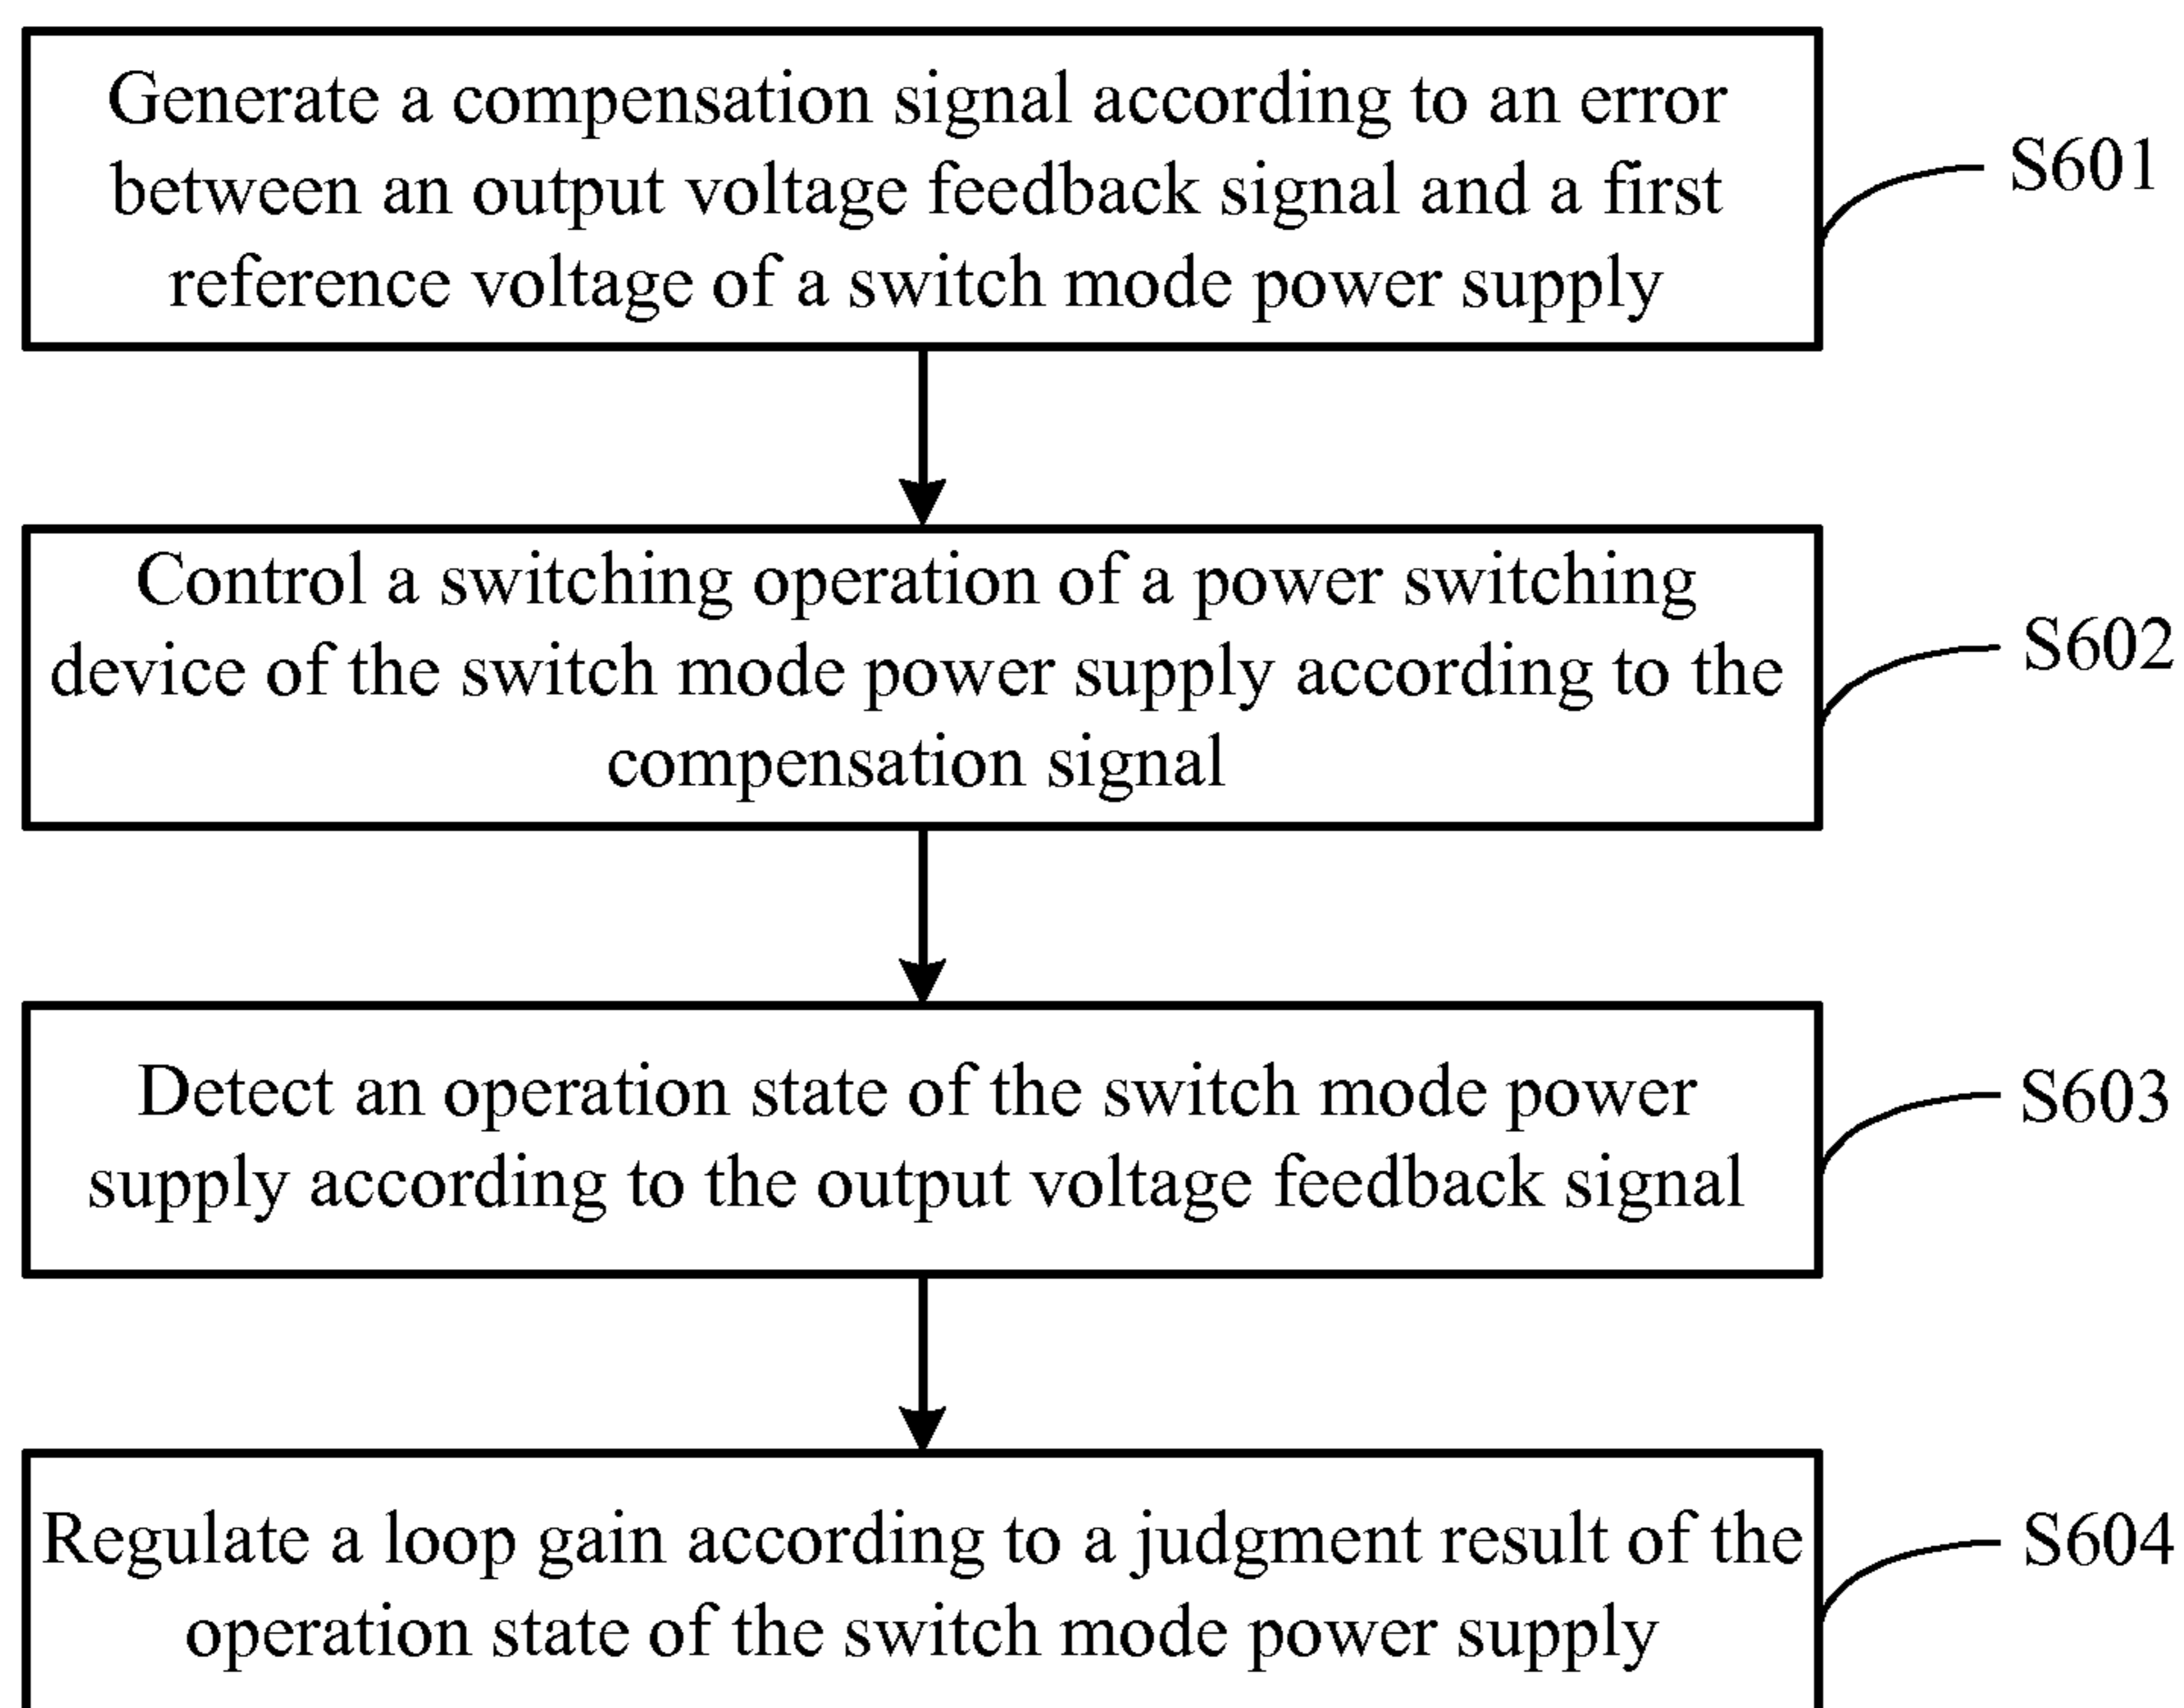 Generate a compensation signal according to an error
between an output voltage feedback signal and a first
reference voltage of a switch mode power supply
S601
Control a switching operation of a power switching
device of the switch mode power supply according to the
compensation signal
S602
Detect an operation state of the switch mode power
supply according to the output voltage feedback signal
S603
Regulate a loop gain according to a judgment result of the
operation state of the switch mode power supply
S604